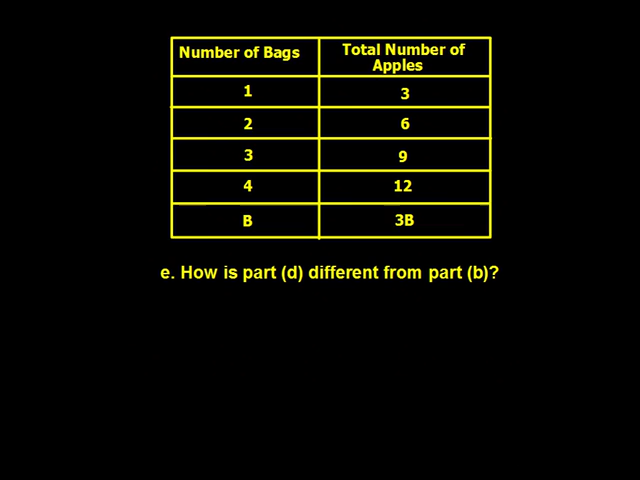 Number of Bags
Total Number of
Apples
1
3
2
6
3
9
4
12
B
3B
e. How is part (d) different from part (b)?